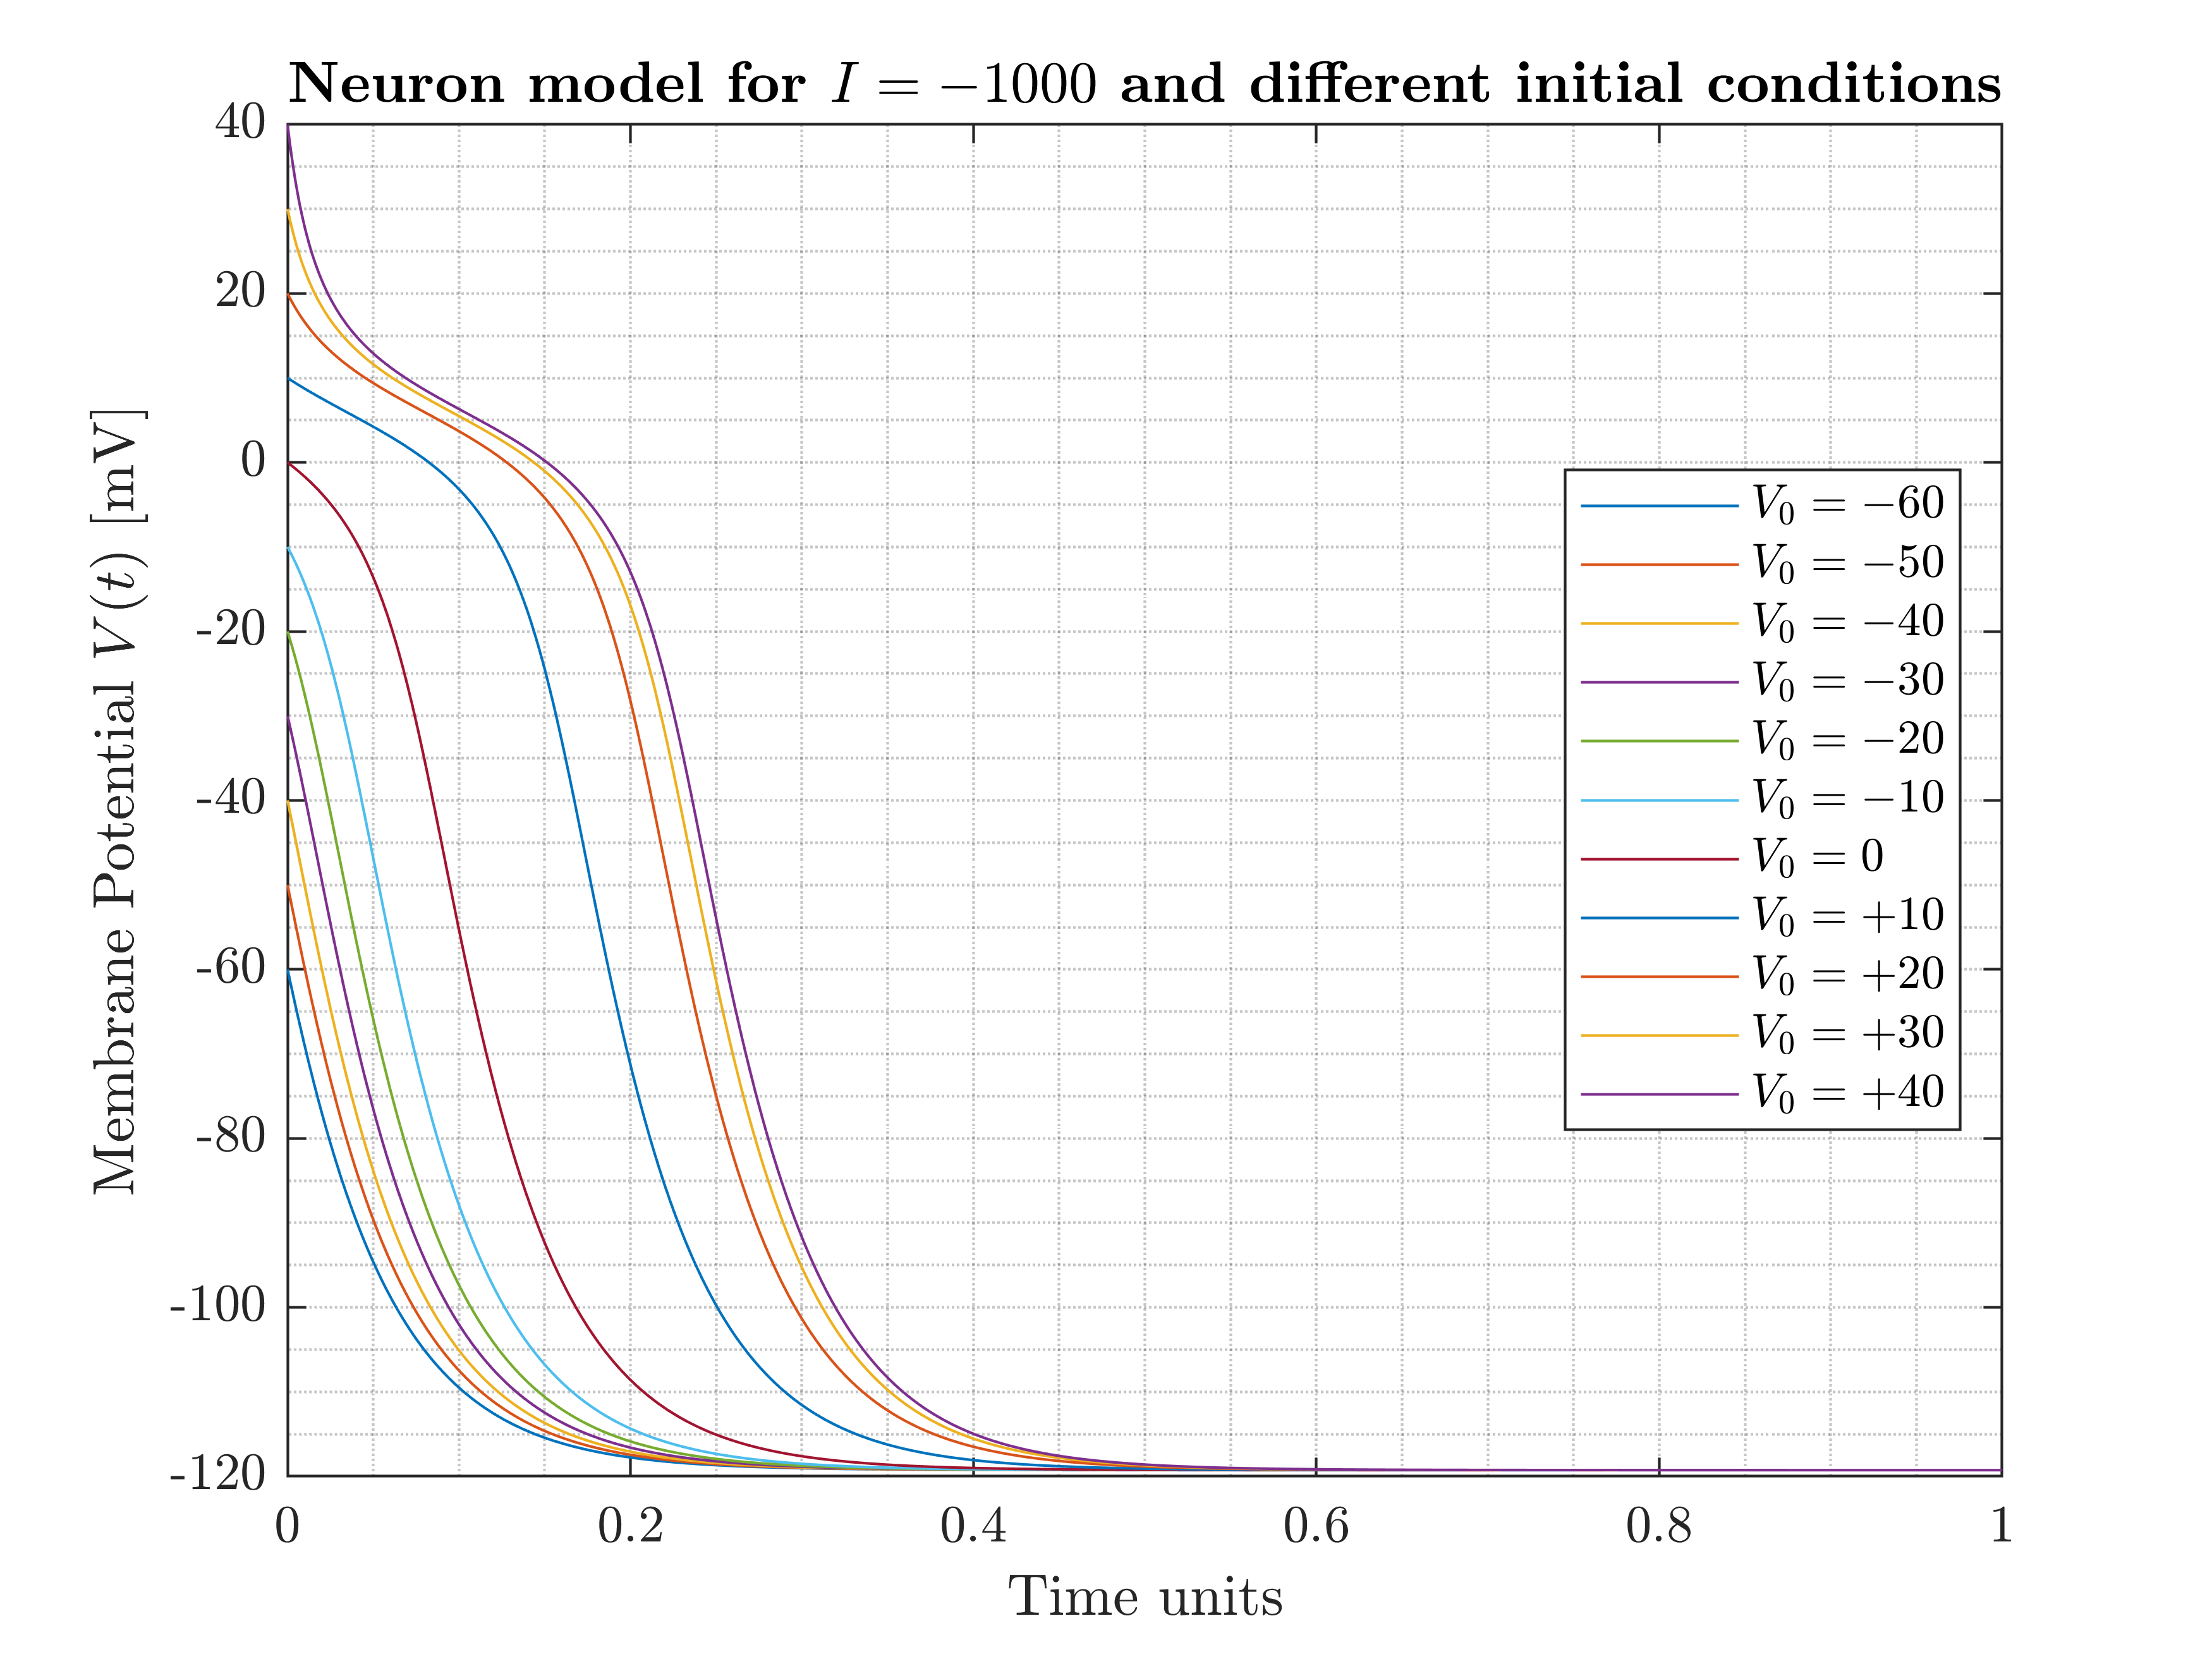 Neuron model for I = −1000 and different initial conditions
40
20
0
-20
-40
-60
-80
-100
-120
Membrane Potential V(t) [mV]
V₀ = −60
V₀ = −50
V₀ = −40
V₀ = −30
V₀ = −20
V₀ = −10
V₀ = 0
V₀ = +10
V₀ = +20
V₀ = +30
V₀ = +40
0 0.2 0.4 0.6 0.8 1
Time units